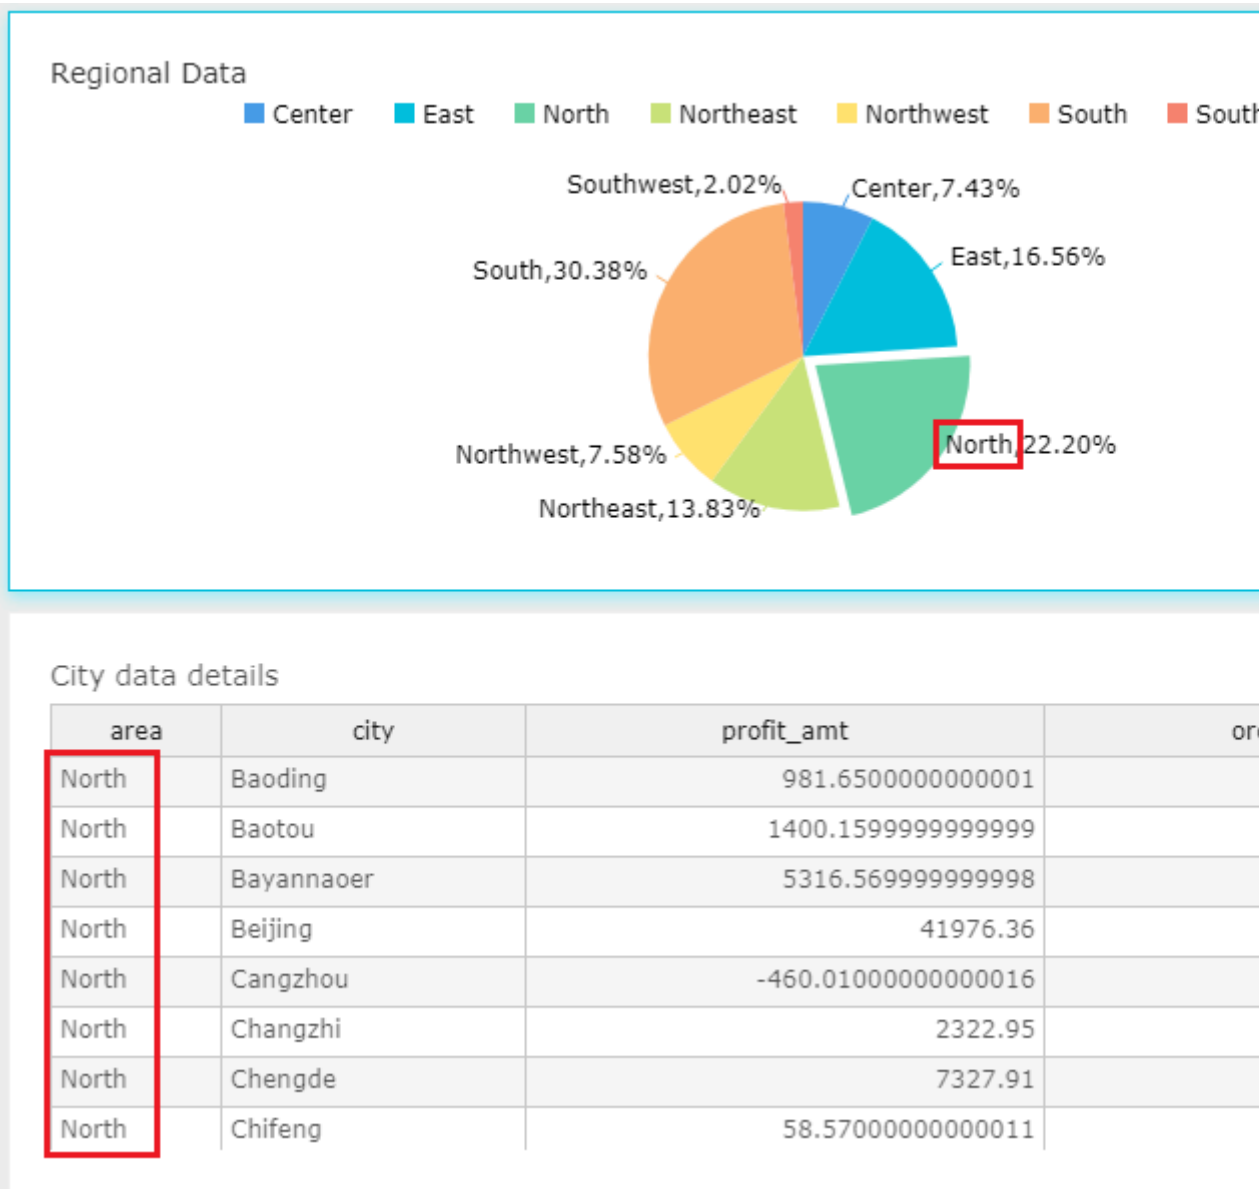 Regional Data
Center East North Northeast Northwest South South
Southwest,2.02% Center,7.43%
East,16.56%
South,30.38%
North,22.20%
Northwest,7.58%
Northeast,13.83%
City data details
area city profit_amt
North Baoding 981.6500000000001
North Baotou 1400.1599999999999
North Bayannaoer 5316.569999999998
North Beijing 41976.36
North Cangzhou -460.01000000000016
North Changzhi 2322.95
North Chengde 7327.91
North Chifeng 58.57000000000011